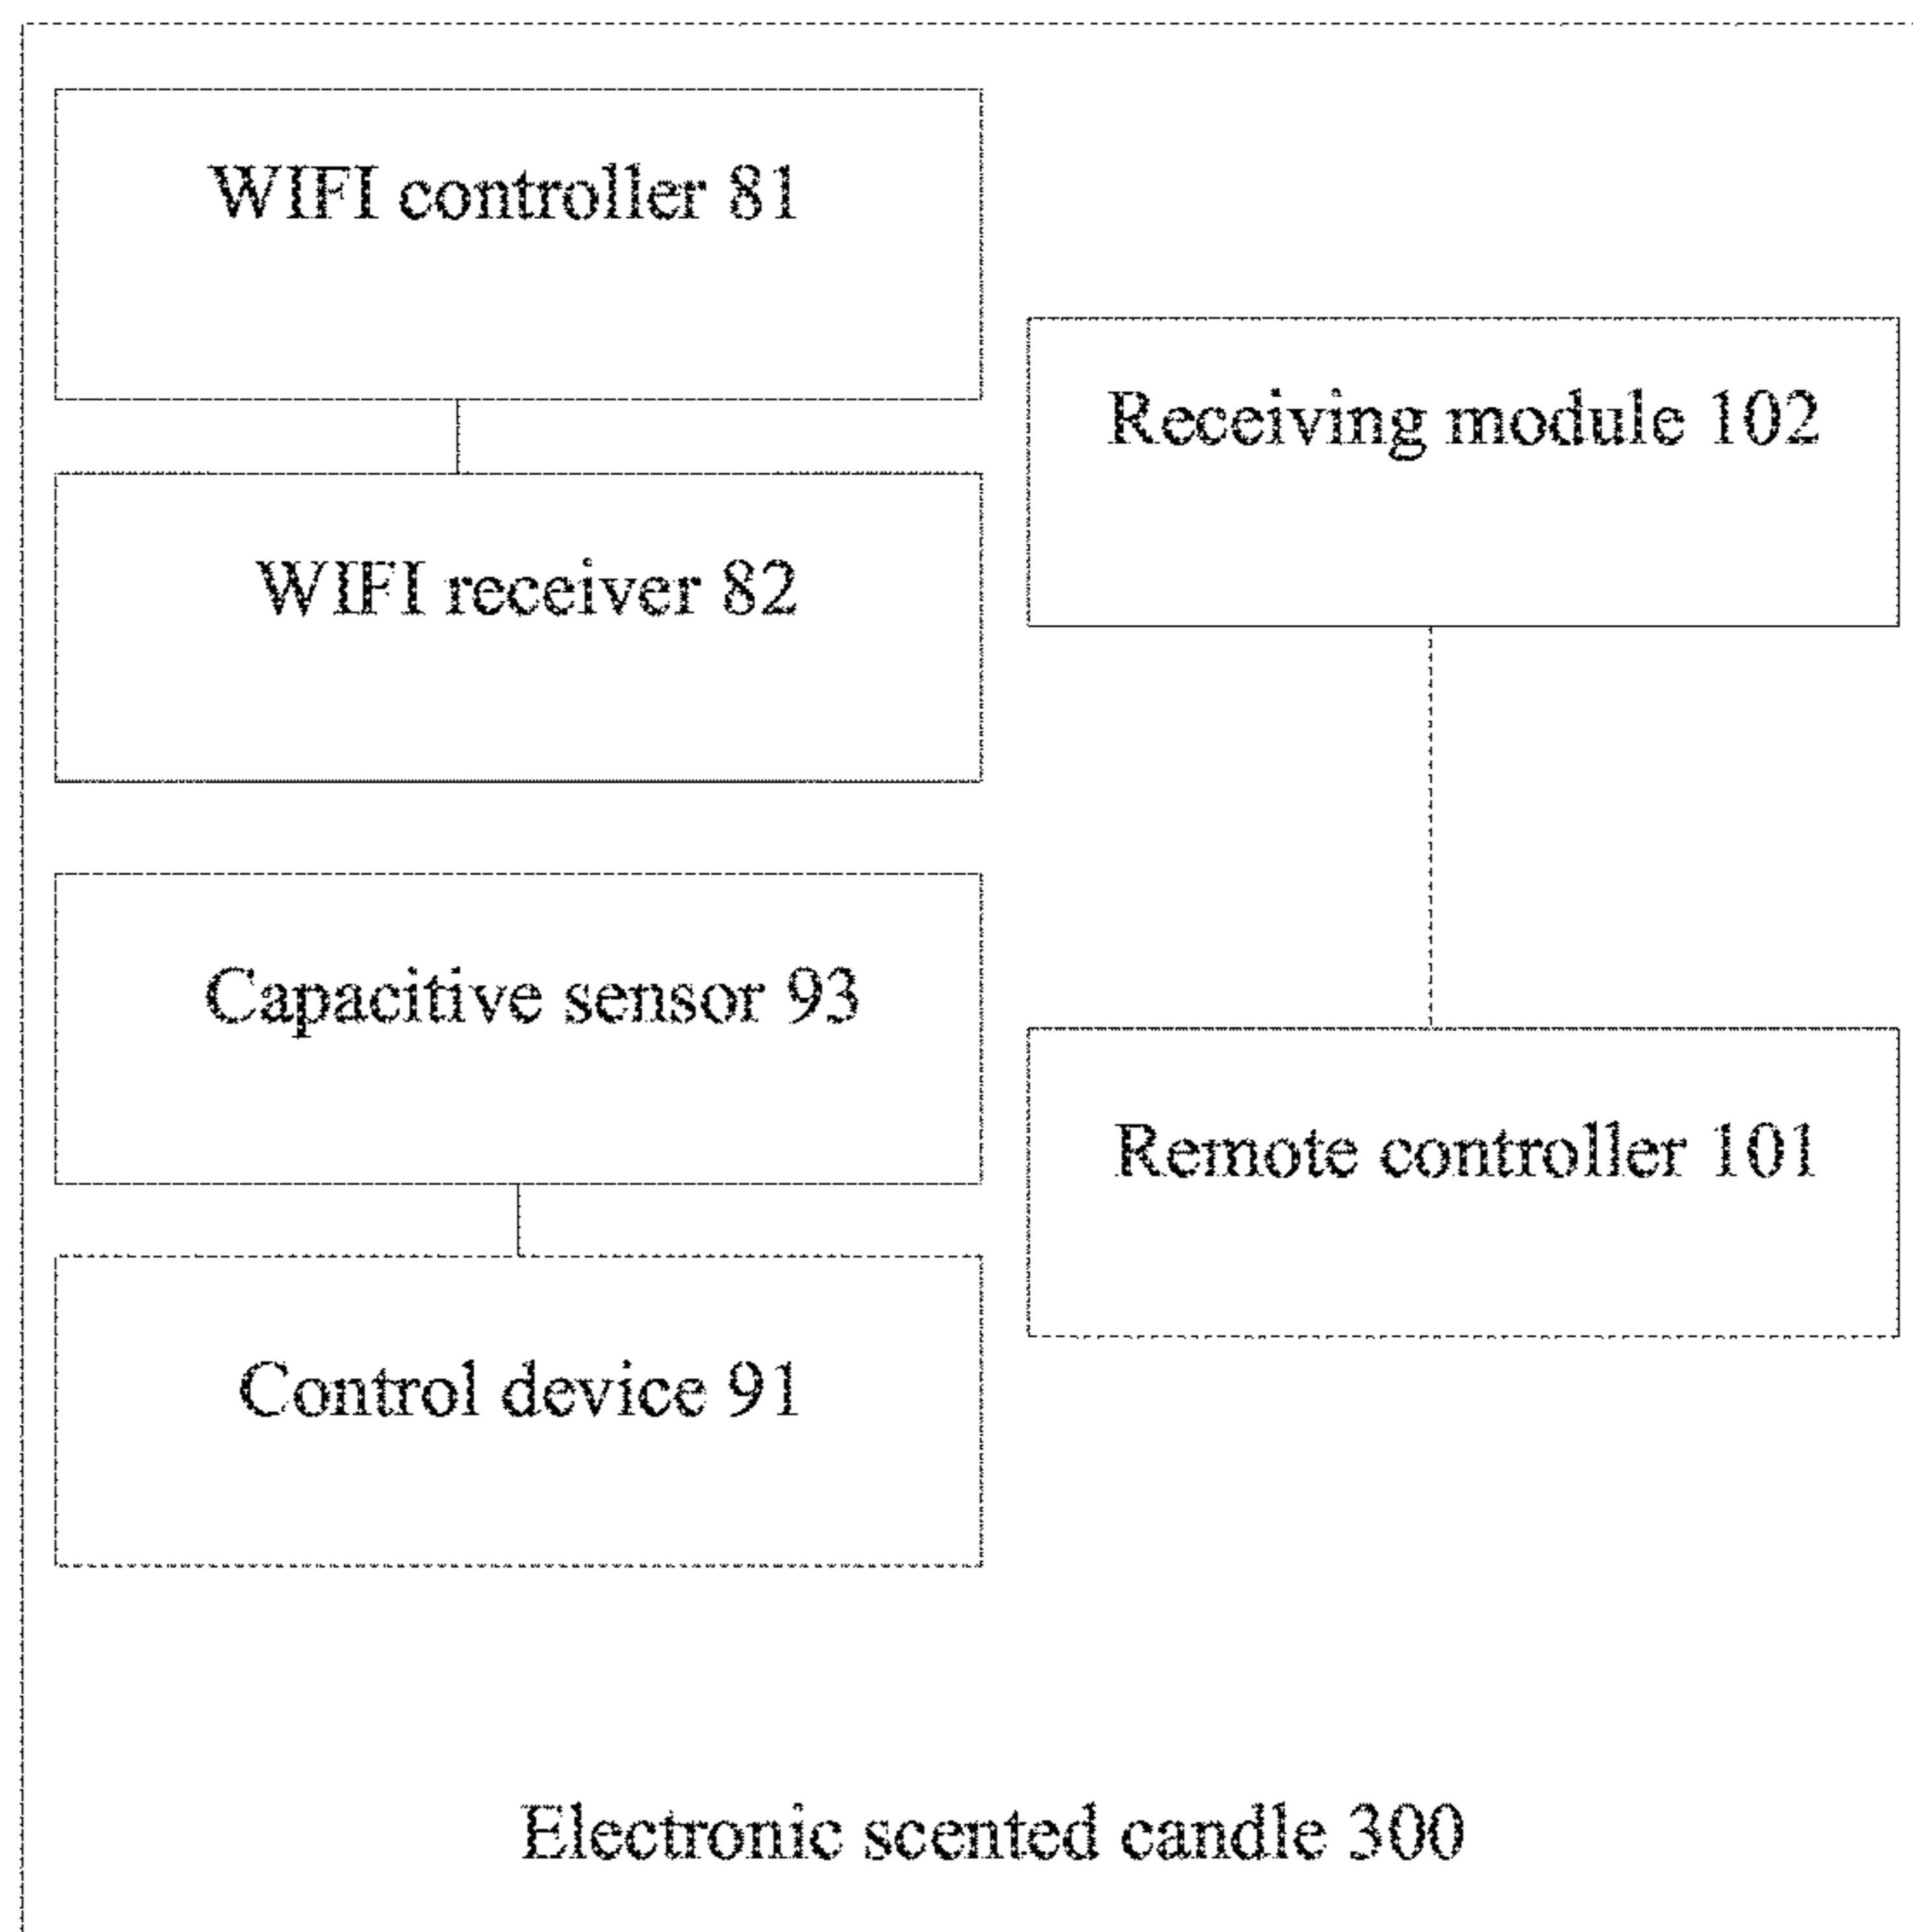 WIFI controller 81
WIFI receiver 82
Capacitive sensor 93
Control device 91
Receiving module 102
Remote controller 101
Electronic scented candle 300